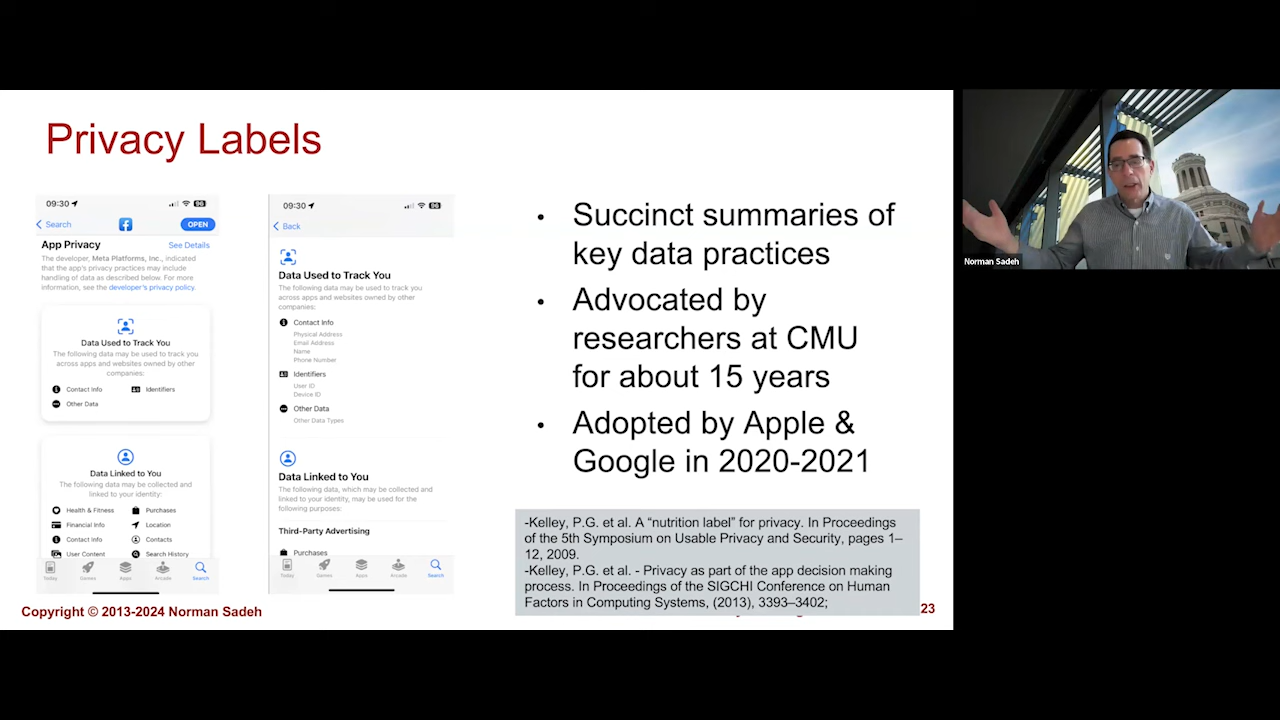 Privacy Labels
09:30
98
Search
OPEN
App Privacy
See Details
The developer, Meta Platforms, Inc., indicated
that the app's privacy practices may include
handling of data as described below. For more
information, see the developer's privacy policy.
Data Used to Track You
The following data may be used to track you
across apps and websites owned by other
companies:
Contact Info
Identifiers
Other Data
Data Linked to You
The following data may be collected and
linked to your identity:
Health & Fitness
Purchases
Financial Info
Location
Contact Info
Contacts
User Content
Search History
Today
Games
Apps
Arcade
Search
09:30
98
Back
Data Used to Track You
The following data may be used to track you
across apps and websites owned by other
companies:
Contact Info
Physical Address
Email Address
Name
Phone Number
Identifiers
User ID
Device ID
Other Data
Other Data Types
Data Linked to You
The following data, which may be collected and
linked to your identity, may be used for the
following purposes:
Third-Party Advertising
Purchases
Today
Games
Apps
Arcade
Search
• Succinct summaries of
key data practices
• Advocated by
researchers at CMU
for about 15 years
• Adopted by Apple &
Google in 2020-2021
-Kelley, P.G. et al. A “nutrition label” for privacy. In Proceedings
of the 5th Symposium on Usable Privacy and Security, pages 1–
12, 2009.
-Kelley, P.G. et al. - Privacy as part of the app decision making
process. In Proceedings of the SIGCHI Conference on Human
Factors in Computing Systems, (2013), 3393–3402;
Copyright © 2013-2024 Norman Sadeh
23
Norman Sadeh